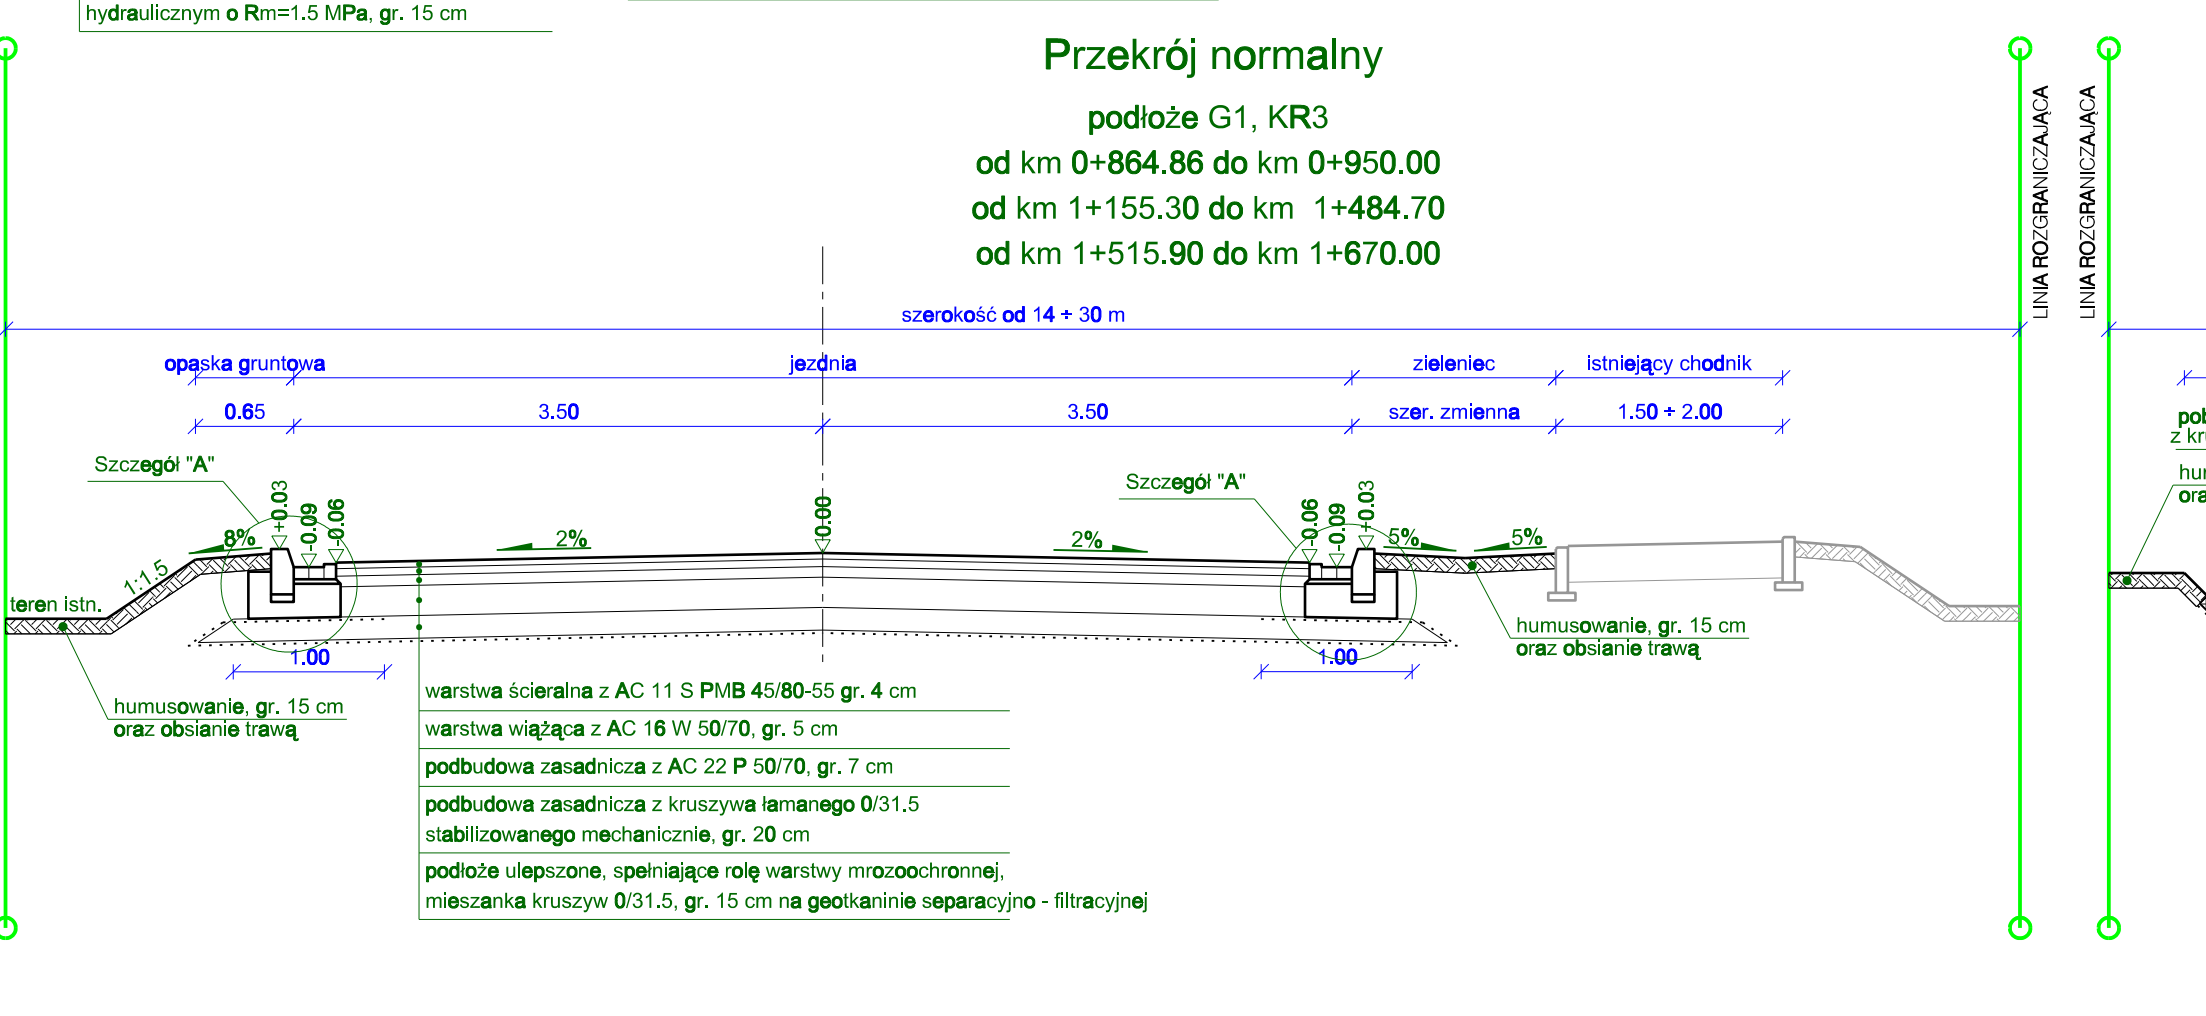 hydraulicznym o Rm=1.5 MPa, gr. 15 cm
Przekrój normalny
podłoże G1, KR3
od km 0+864.86 do km 0+950.00
od km 1+155.30 do km 1+484.70
od km 1+515.90 do km 1+670.00
LINIA ROZGRANICZAJĄCA
LINIA ROZGRANICZAJĄCA
szerokość od 14 ÷ 30 m
opaska gruntowa
jezdnia
zieleniec
istniejący chodnik
0.65
3.50
3.50
szer. zmienna
1.50 ÷ 2.00
Szczegół "A"
Szczegół "A"
+0.03
-0.09
-0.06
0.00
-0.06
-0.09
+0.03
8%
2%
2%
5%
5%
1:1.5
teren istn.
1.00
1.00
humusowanie, gr. 15 cm
oraz obsianie trawą
humusowanie, gr. 15 cm
oraz obsianie trawą
warstwa ścieralna z AC 11 S PMB 45/80-55 gr. 4 cm
warstwa wiążąca z AC 16 W 50/70, gr. 5 cm
podbudowa zasadnicza z AC 22 P 50/70, gr. 7 cm
podbudowa zasadnicza z kruszywa łamanego 0/31.5
stabilizowanego mechanicznie, gr. 20 cm
podłoże ulepszone, spełniające rolę warstwy mrozoochronnej,
mieszanka kruszyw 0/31.5, gr. 15 cm na geotkaninie separacyjno - filtracyjnej
z